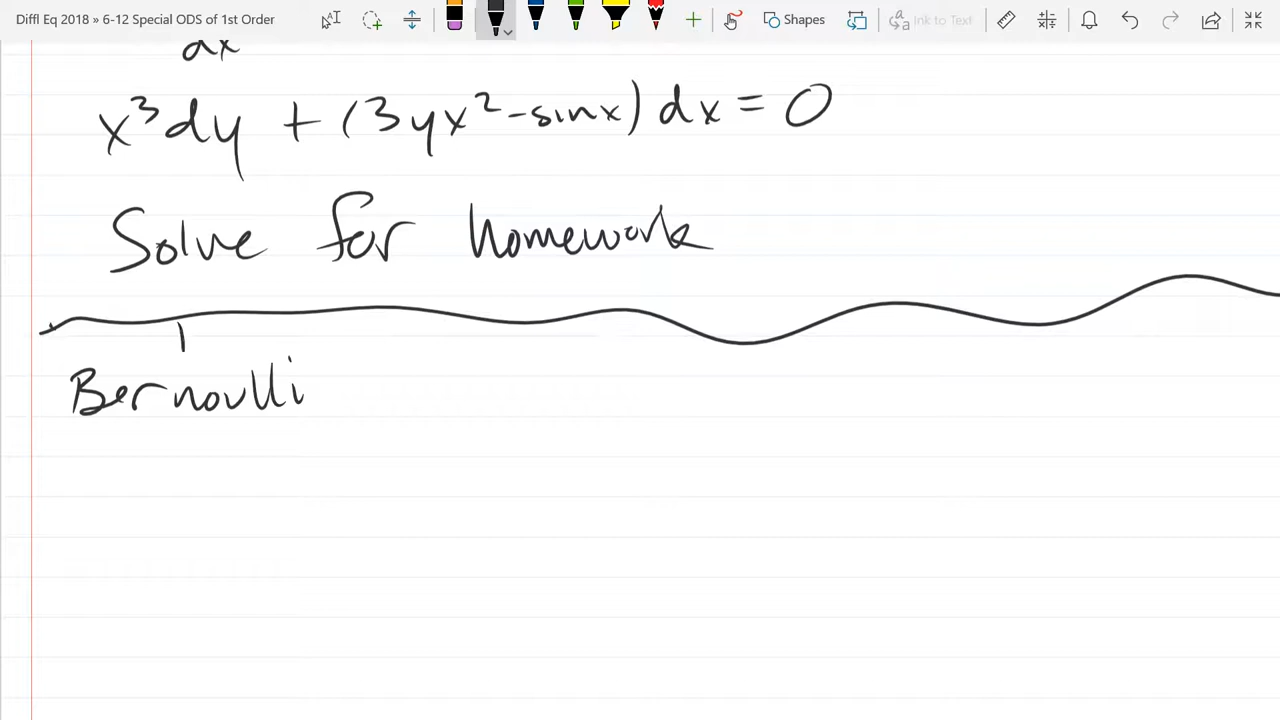 Diffl Eq 2018 » 6-12 Special ODS of 1st Order
Shapes
Ink to Text
dx
x³dy + (3yx² - sinx) dx = 0
Solve for homework
Bernoulli